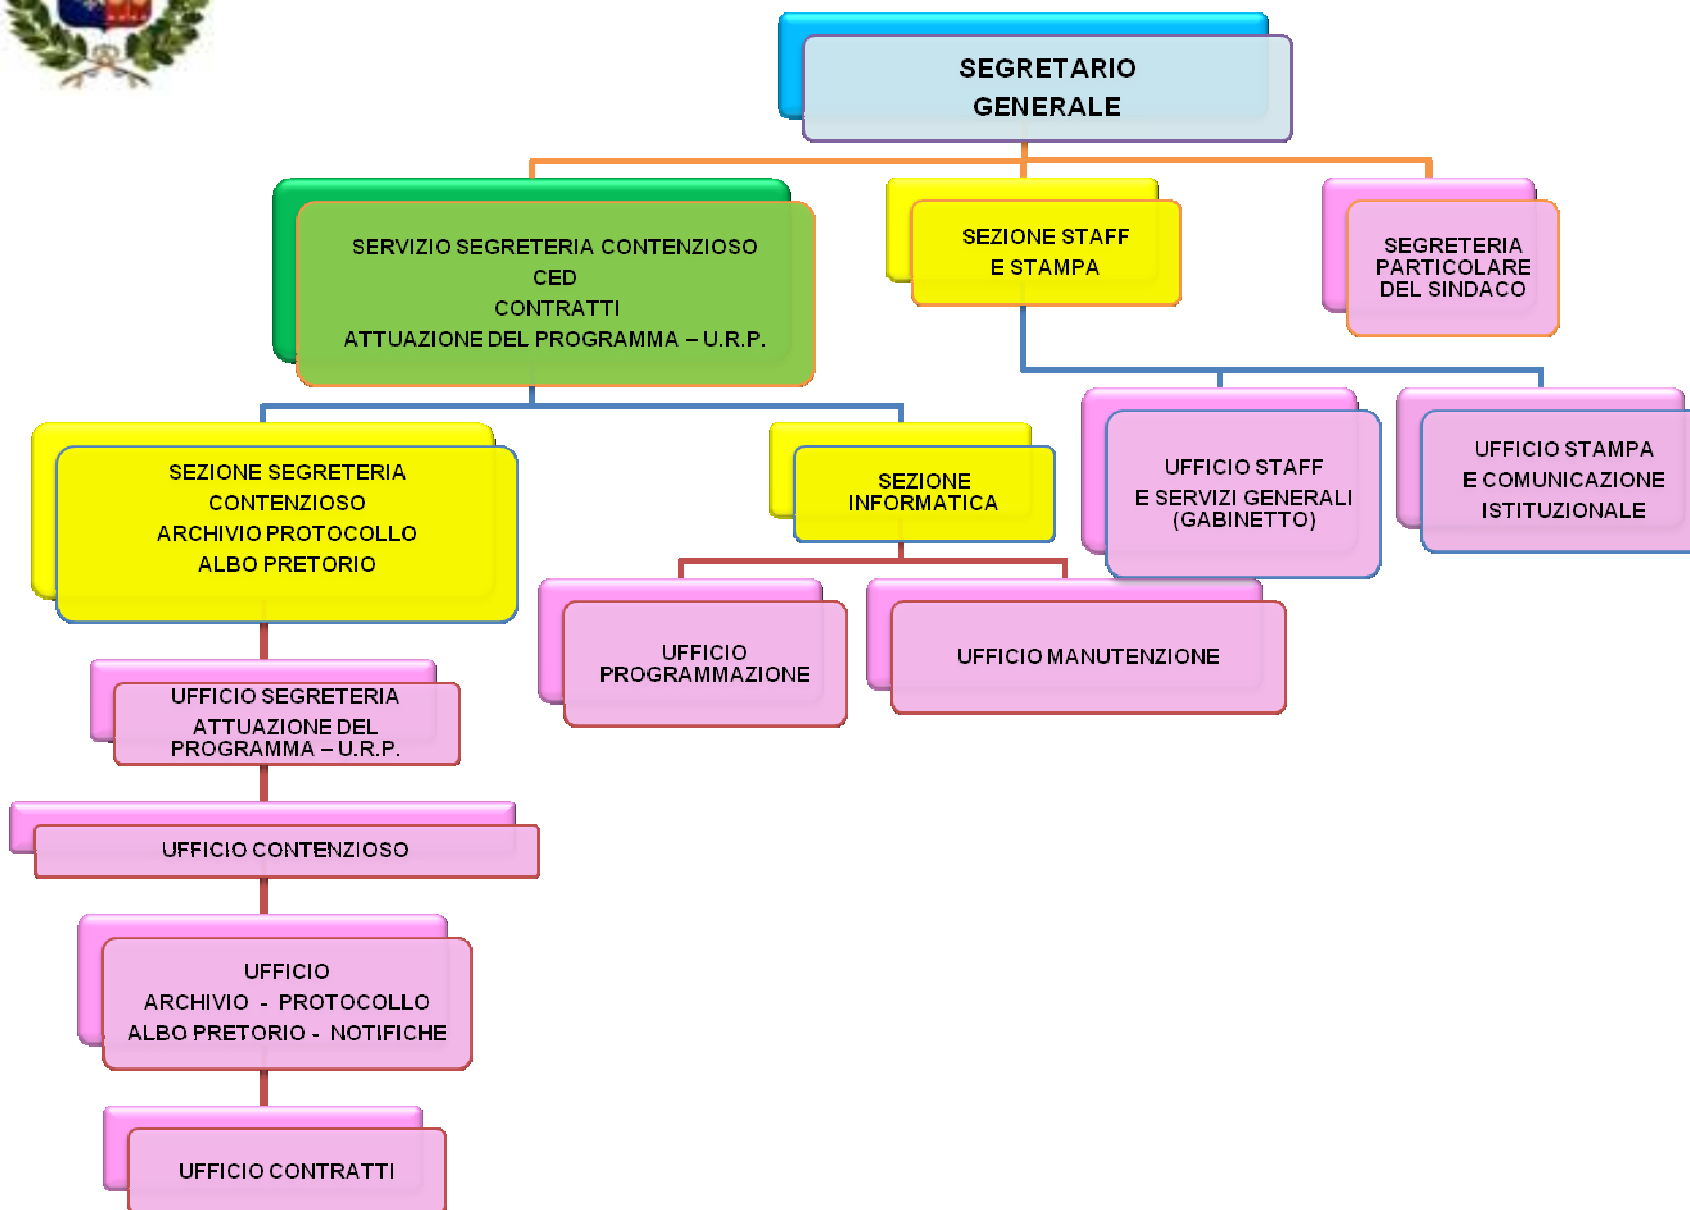 SEGRETARIO
GENERALE
SERVIZIO SEGRETERIA CONTENZIOSO
CED
CONTRATTI
ATTUAZIONE DEL PROGRAMMA – U.R.P.
SEZIONE STAFF
E STAMPA
SEGRETERIA
PARTICOLARE
DEL SINDACO
SEZIONE SEGRETERIA
CONTENZIOSO
ARCHIVIO PROTOCOLLO
ALBO PRETORIO
SEZIONE
INFORMATICA
UFFICIO STAFF
E SERVIZI GENERALI
(GABINETTO)
UFFICIO STAMPA
E COMUNICAZIONE
ISTITUZIONALE
UFFICIO
PROGRAMMAZIONE
UFFICIO MANUTENZIONE
UFFICIO SEGRETERIA
ATTUAZIONE DEL
PROGRAMMA – U.R.P.
UFFICIO CONTENZIOSO
UFFICIO
ARCHIVIO - PROTOCOLLO
ALBO PRETORIO - NOTIFICHE
UFFICIO CONTRATTI